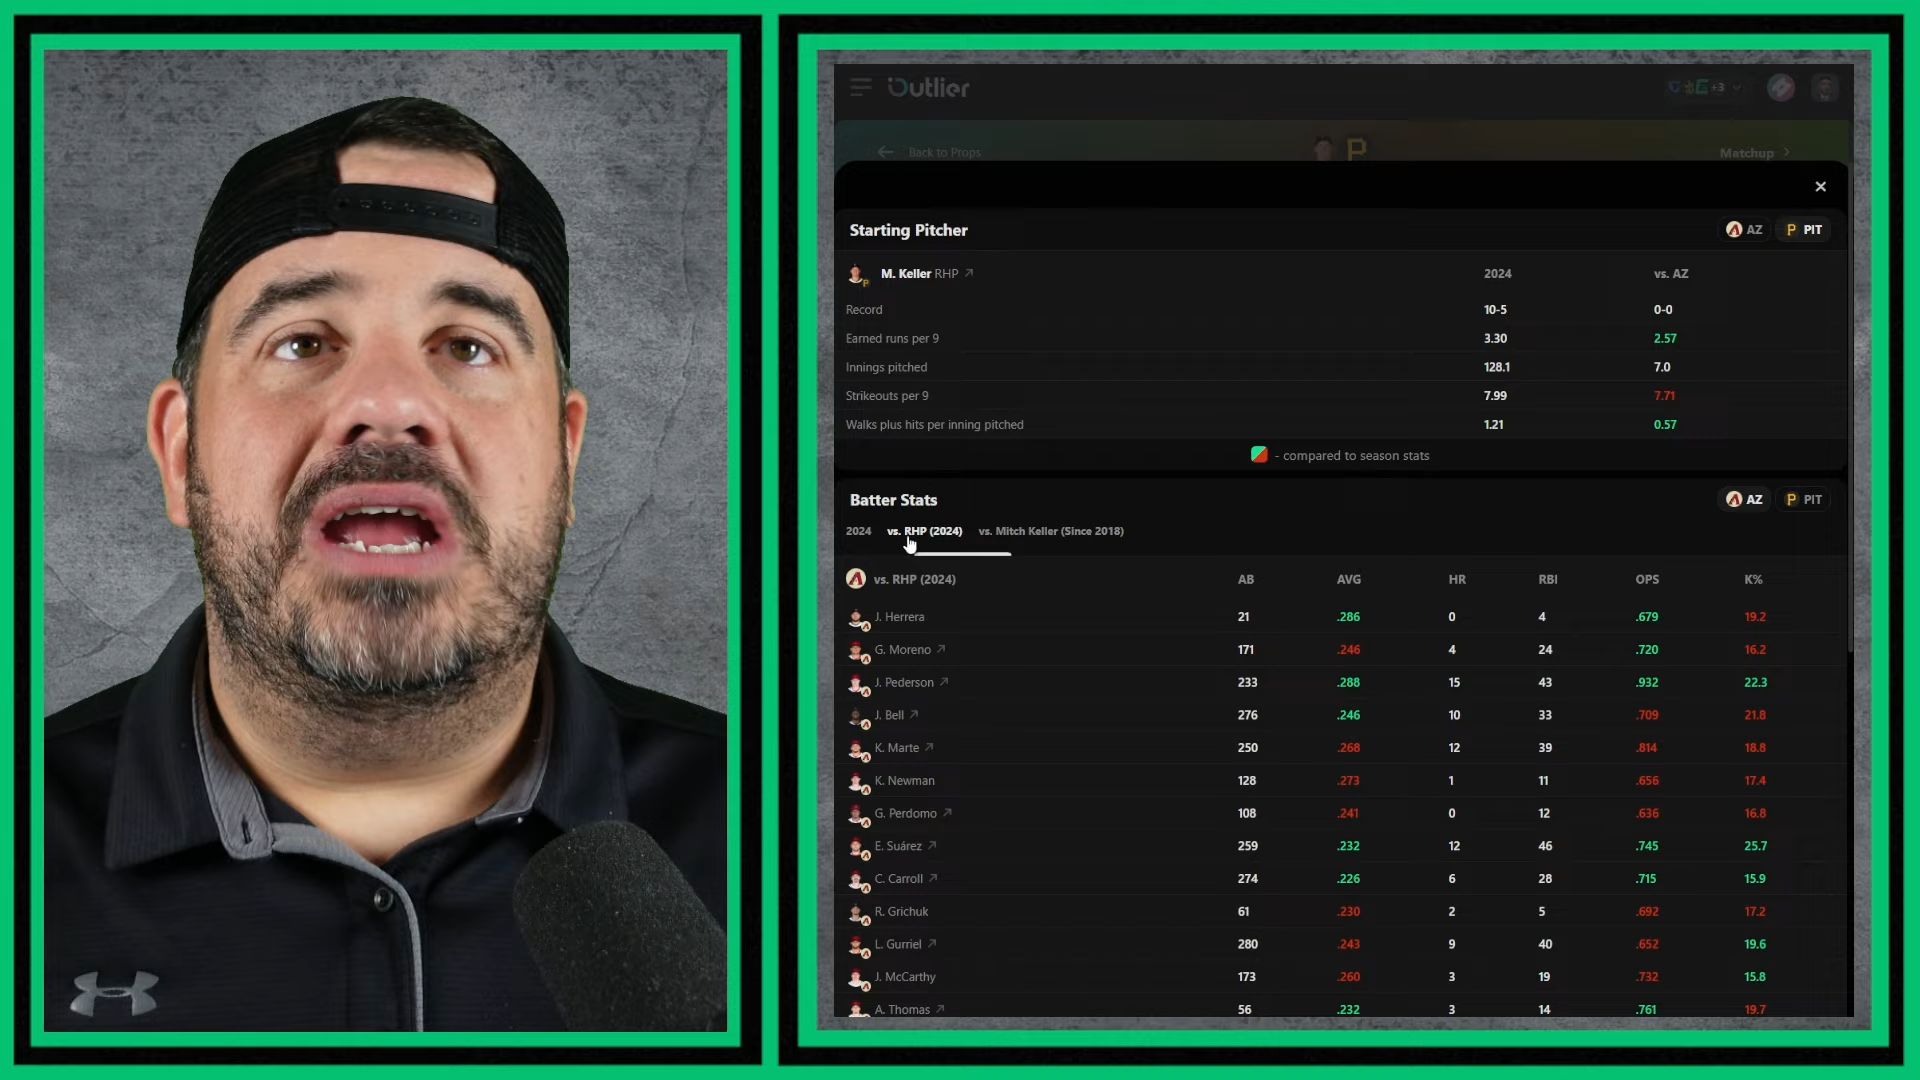 Outlier
+3
Back to Props
P
Matchup
Starting Pitcher
AZ
P PIT
M. Keller RHP
2024
vs. AZ
Record
10-5
0-0
Earned runs per 9
3.30
2.57
Innings pitched
128.1
7.0
Strikeouts per 9
7.99
7.71
Walks plus hits per inning pitched
1.21
0.57
- compared to season stats
Batter Stats
AZ
P PIT
2024
vs. RHP (2024)
vs. Mitch Keller (Since 2018)
vs. RHP (2024) AB AVG HR RBI OPS K%
J. Herrera 21 .286 0 4 .679 19.2
G. Moreno 171 .246 4 24 .720 16.2
J. Pederson 233 .288 15 43 .932 22.3
J. Bell 276 .246 10 33 .709 21.8
K. Marte 250 .268 12 39 .814 18.8
K. Newman 128 .273 1 11 .656 17.4
G. Perdomo 108 .241 0 12 .636 16.8
E. Suárez 259 .232 12 46 .745 25.7
C. Carroll 274 .226 6 28 .715 15.9
R. Grichuk 61 .230 2 5 .692 17.2
L. Gurriel 280 .243 9 40 .652 19.6
J. McCarthy 173 .260 3 19 .732 15.8
A. Thomas 56 .232 3 14 .761 19.7